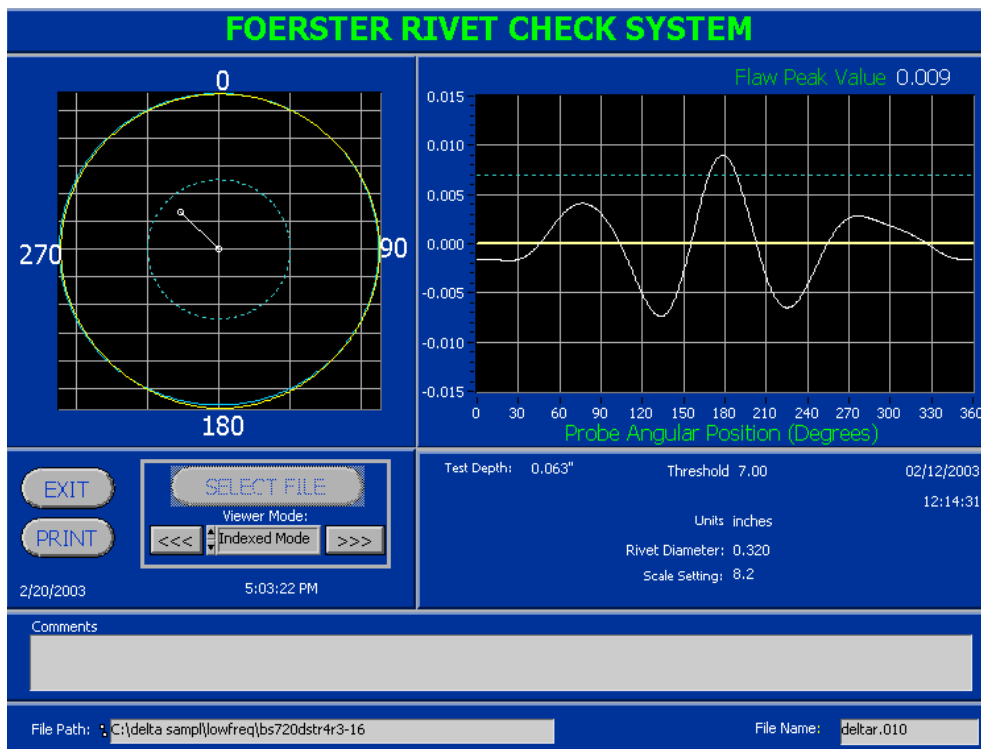 FOERSTER RIVET CHECK SYSTEM
0
270
90
180
Flaw Peak Value 0.009
0.015
0.010
0.005
0.000
-0.005
-0.010
-0.015
0 30 60 90 120 150 180 210 240 270 300 330 360
Probe Angular Position (Degrees)
EXIT
PRINT
SELECT FILE
Viewer Mode:
<<< Indexed Mode >>>
2/20/2003 5:03:22 PM
Test Depth: 0.063" Threshold 7.00 02/12/2003
12:14:31
Units inches
Rivet Diameter: 0.320
Scale Setting: 8.2
Comments
File Path: C:\delta sampl\lowfreq\bs720dstr4r3-16 File Name: deltar.010